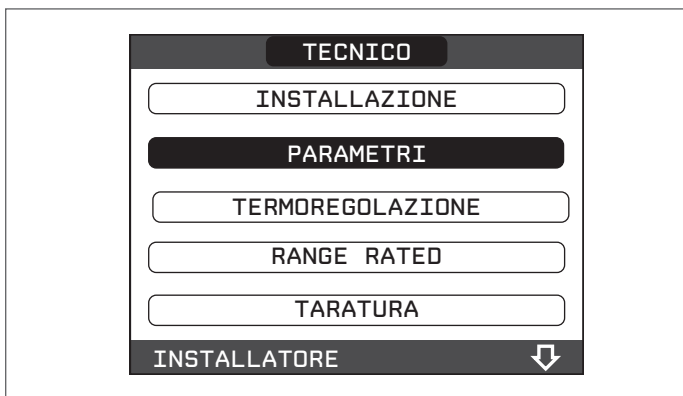 TECNICO
INSTALLAZIONE
PARAMETRI
TERMOREGOLAZIONE
RANGE RATED
TARATURA
INSTALLATORE